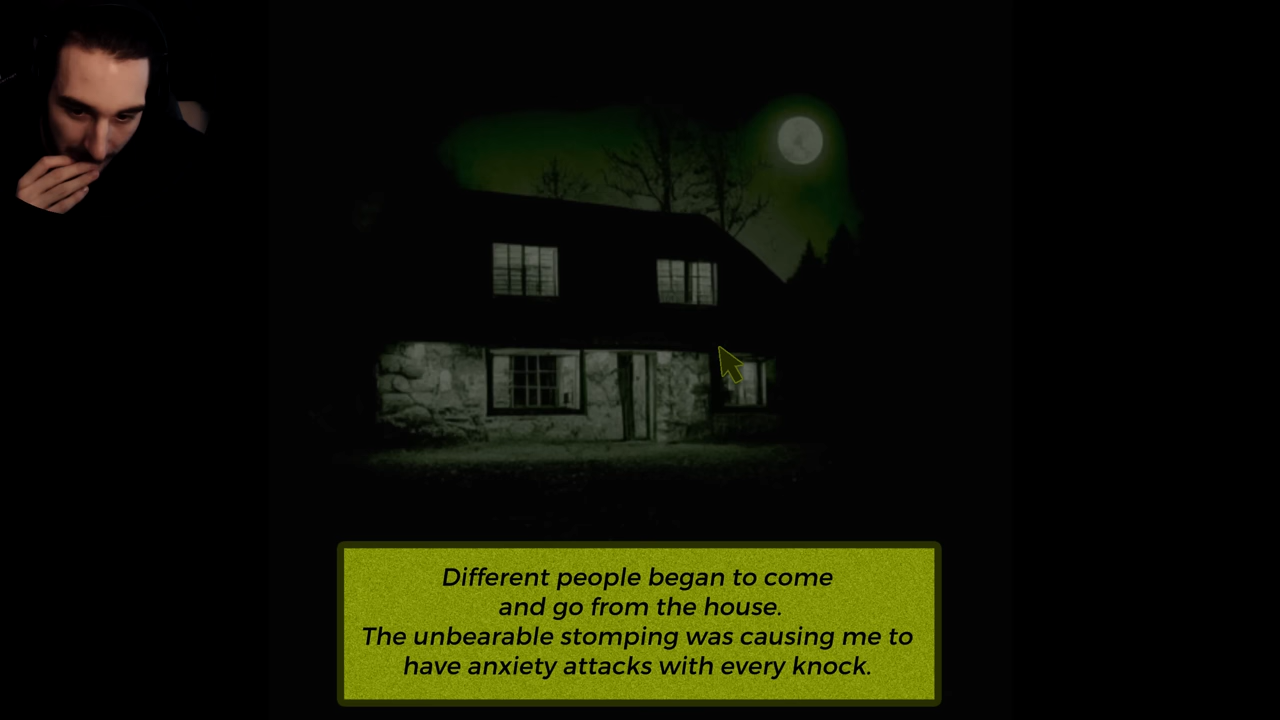 Different people began to come
and go from the house.
The unbearable stomping was causing me to
have anxiety attacks with every knock.